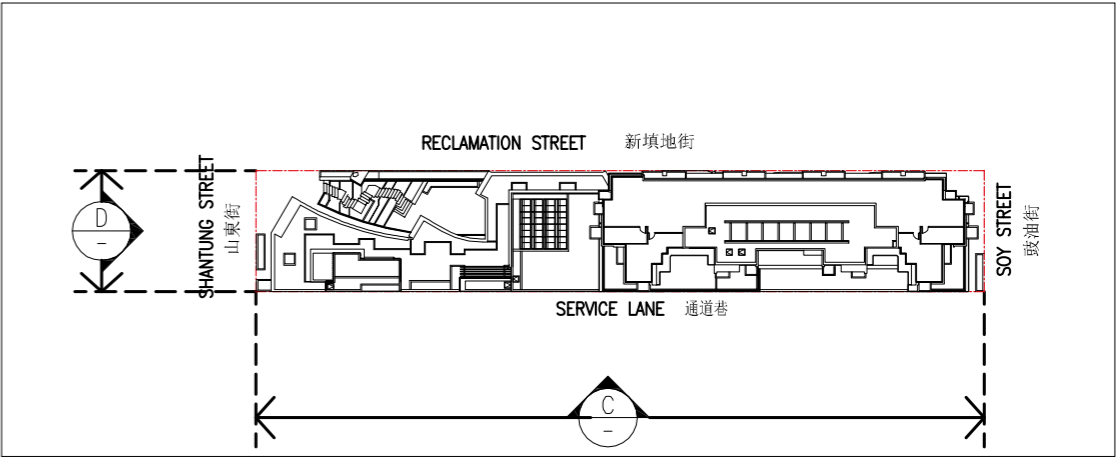 RECLAMATION STREET 新填地街
SHANTUNG STREET
山東街
D
-
SOY STREET
豉油街
SERVICE LANE 通道巷
C
-